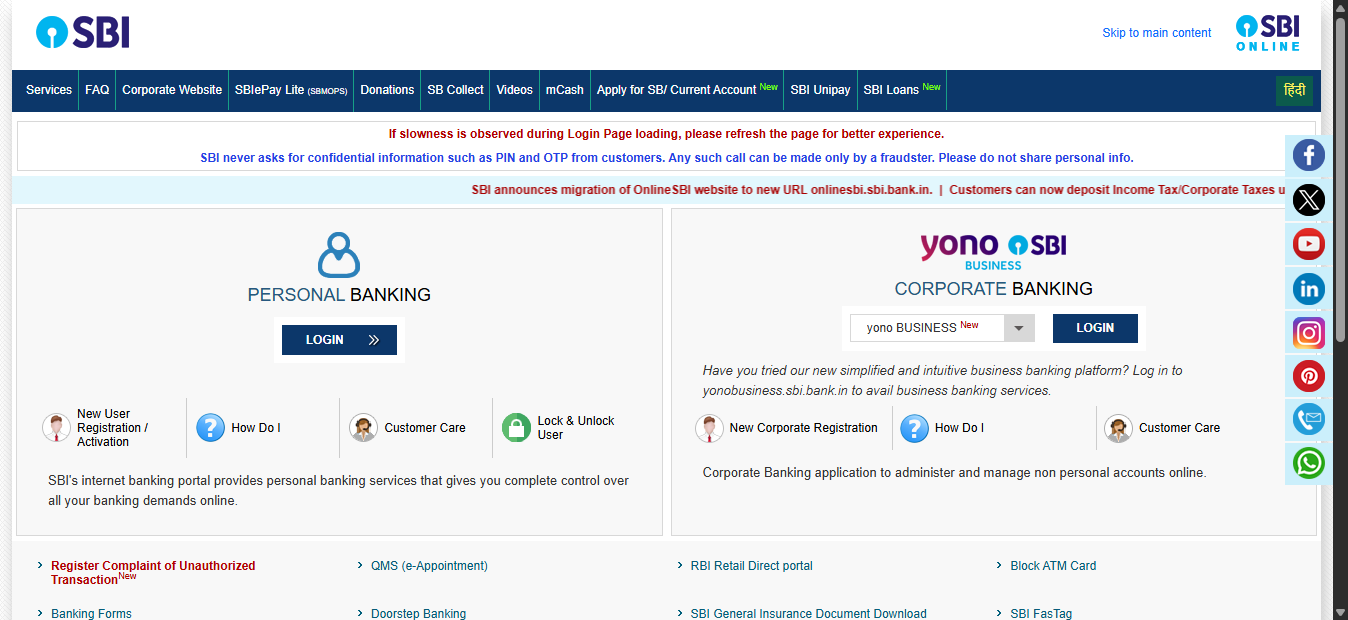 SBI
Skip to main content
SBI
ONLINE
Services FAQ Corporate Website SBIePay Lite (SBMOPS) Donations SB Collect Videos mCash Apply for SB/ Current Account New SBI Unipay SBI Loans New हिंदी
If slowness is observed during Login Page loading, please refresh the page for better experience.
SBI never asks for confidential information such as PIN and OTP from customers. Any such call can be made only by a fraudster. Please do not share personal info.
SBI announces migration of OnlineSBI website to new URL onlinesbi.sbi.bank.in. | Customers can now deposit Income Tax/Corporate Taxes u
PERSONAL BANKING
LOGIN
New User
Registration /
Activation
How Do I
Customer Care
Lock & Unlock
User
SBI's internet banking portal provides personal banking services that gives you complete control over
all your banking demands online.
yono SBI
BUSINESS
CORPORATE BANKING
yono BUSINESS New
LOGIN
Have you tried our new simplified and intuitive business banking platform? Log in to
yonobusiness.sbi.bank.in to avail business banking services.
New Corporate Registration
How Do I
Customer Care
Corporate Banking application to administer and manage non personal accounts online.
Register Complaint of Unauthorized
Transaction New
QMS (e-Appointment)
RBI Retail Direct portal
Block ATM Card
Banking Forms
Doorstep Banking
SBI General Insurance Document Download
SBI FasTag